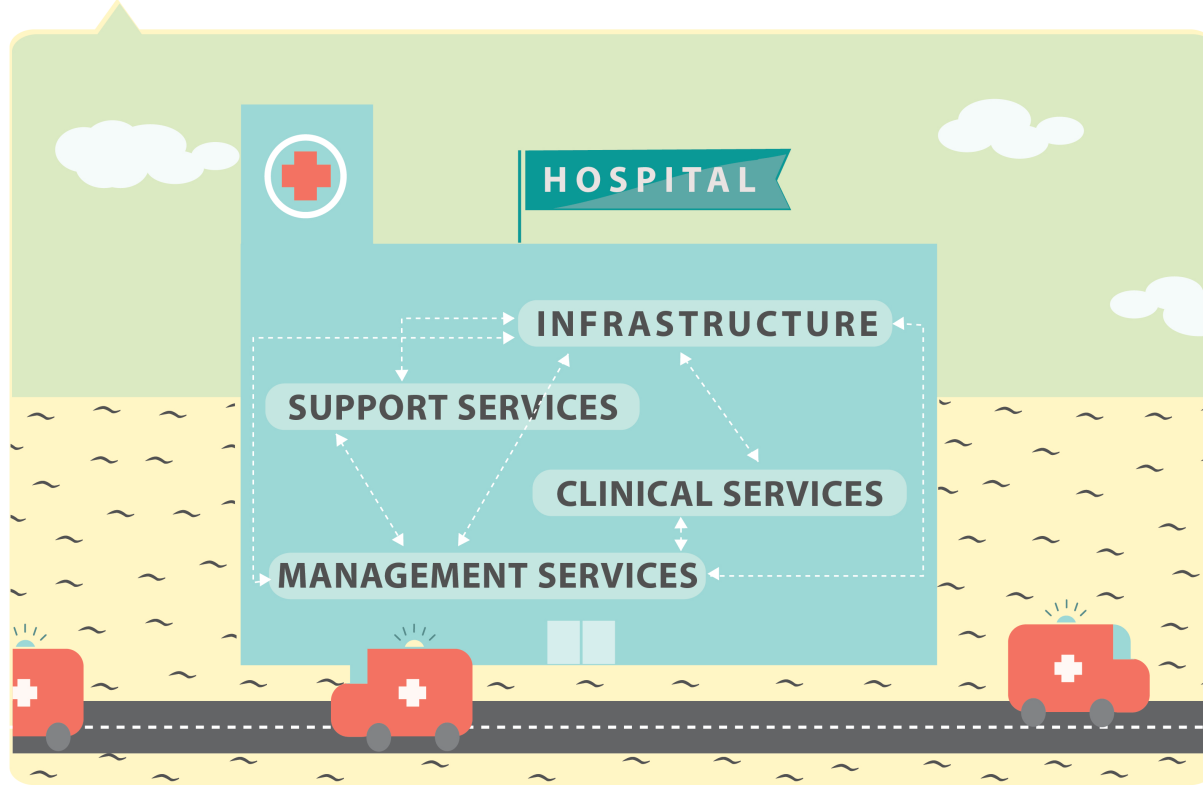 HOSPITAL
INFRASTRUCTURE
SUPPORT SERVICES
CLINICAL SERVICES
MANAGEMENT SERVICES